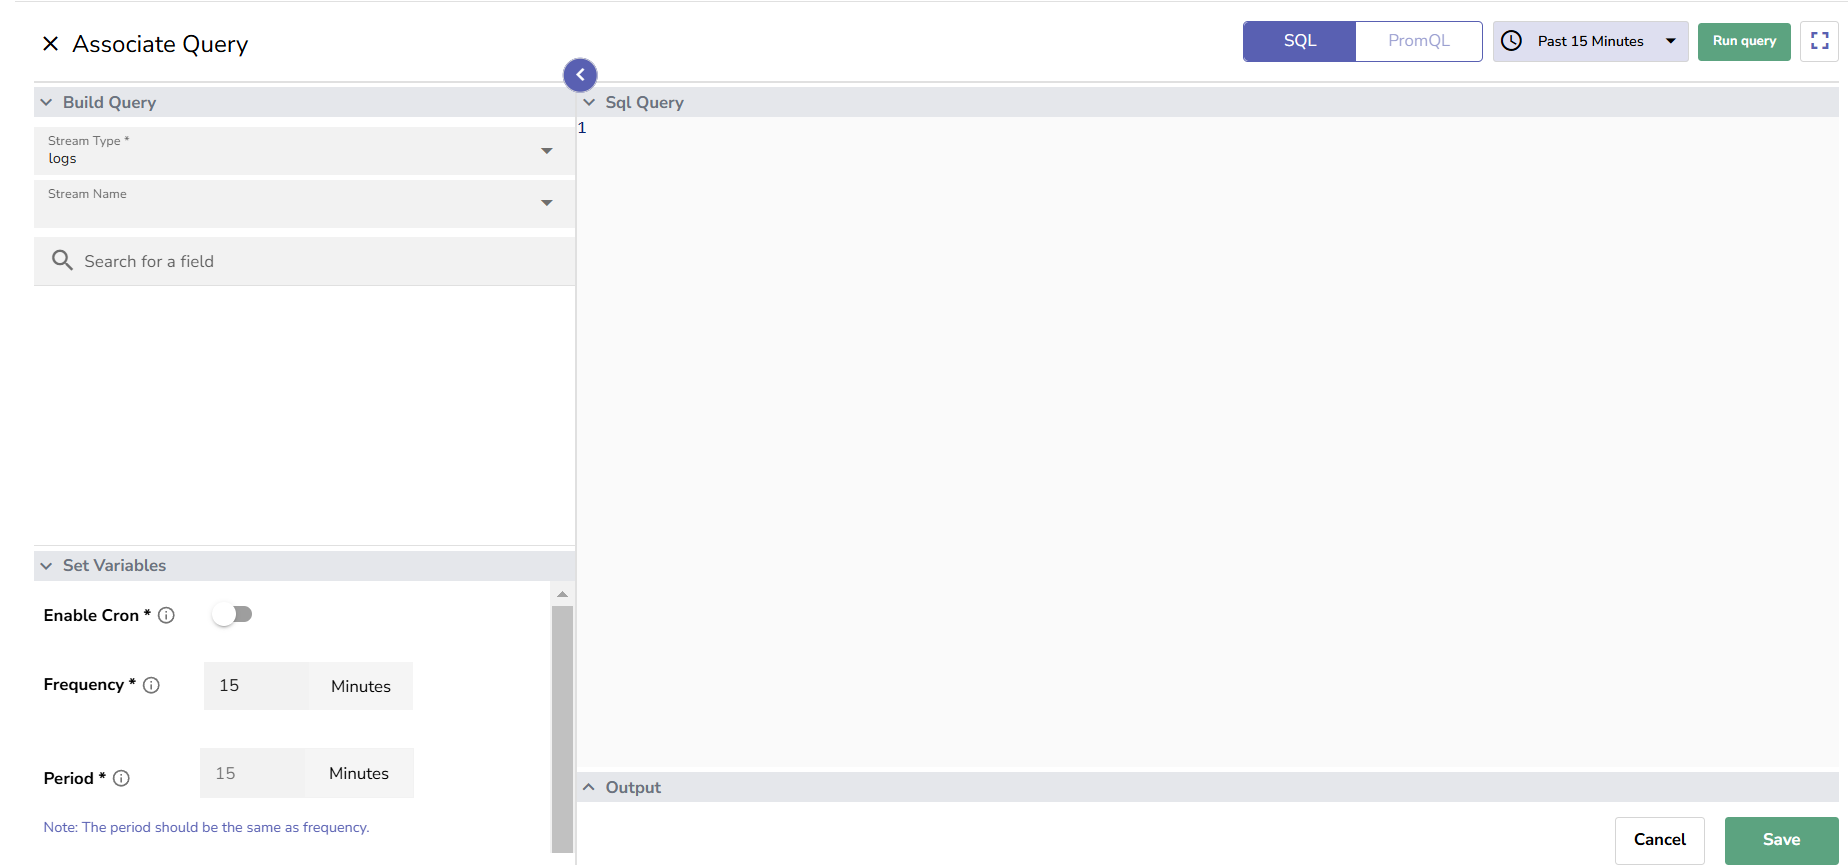 Associate Query
SQL
PromQL
Past 15 Minutes
Run query
Build Query
Stream Type *
logs
Stream Name
Search for a field
Set Variables
Enable Cron *
Frequency *
15
Minutes
Period *
15
Minutes
Note: The period should be the same as frequency.
Sql Query
1
Output
Cancel
Save